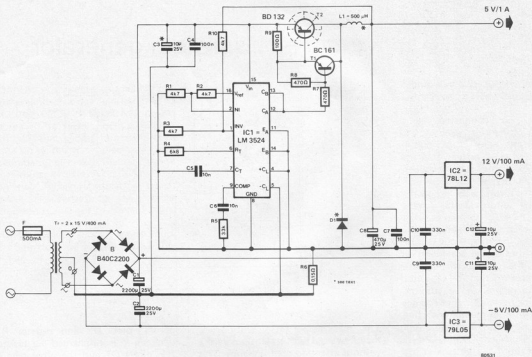 5 V/1 A
BD 132
T2
L1 = 500 µH
BC 161
T1
R9
100Ω
R8
470Ω
R7
470Ω
R10
4k7
C3
10µ
25V
C4
100n
R1
4k7
R2
4k7
R3
4k7
R4
6k8
C5
10n
C6
10n
R5
15
Vin
16
Vref
2
NI
1
INV
6
RT
7
CT
9
COMP
GND
8
IC1 =
LM 3524
CB
13
CA
12
EA
11
EB
14
+CL
4
-CL
5
D1
* see text
C8
470µ
25V
C7
100n
R6
C10
330n
C9
330n
IC2 =
78L12
12 V/100 mA
C12
10µ
25V
0
C11
10µ
25V
IC3 =
79L05
-5V/100 mA
F
500mA
Tr = 2 x 15 V/400 mA
B
B40C2200
C1
2200µ
25V
C2
2200µ
25V
80531